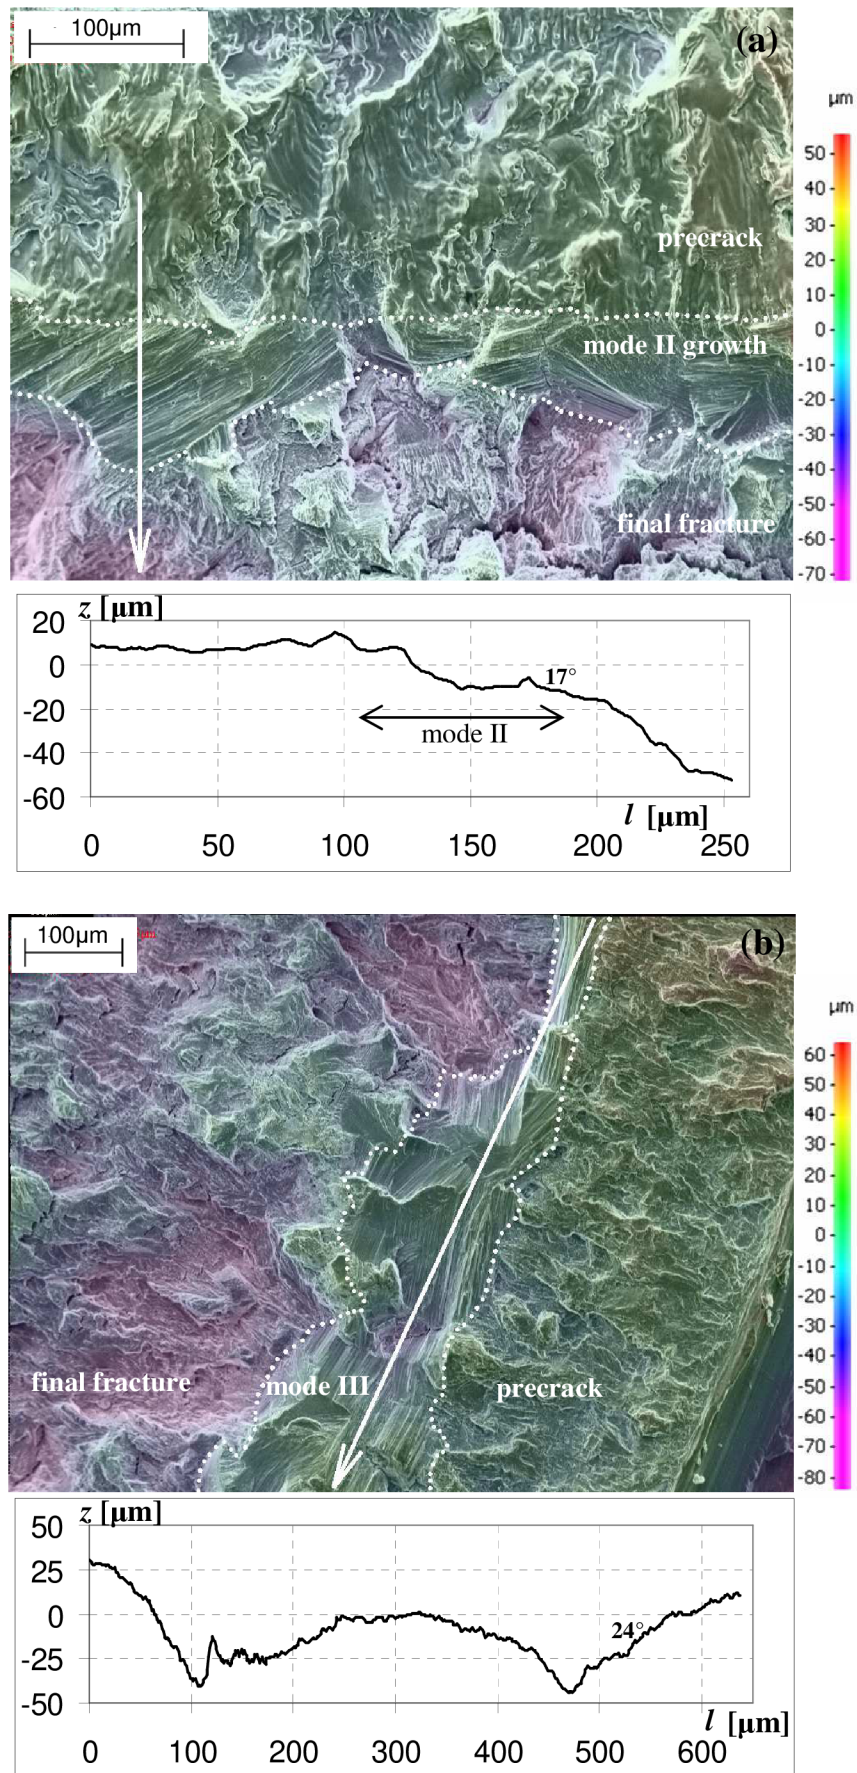 100µm
(a)
µm
50
40
30
20
10
0
-10
-20
-30
-40
-50
-60
-70
precrack
mode II growth
final fracture
z [µm]
20
0
-20
-40
-60
17°
mode II
l [µm]
0 50 100 150 200 250
100µm
(b)
µm
60
50
40
30
20
10
0
-10
-20
-30
-40
-50
-60
-70
-80
final fracture mode III precrack
z [µm]
50
25
0
-25
-50
24°
l [µm]
0 100 200 300 400 500 600